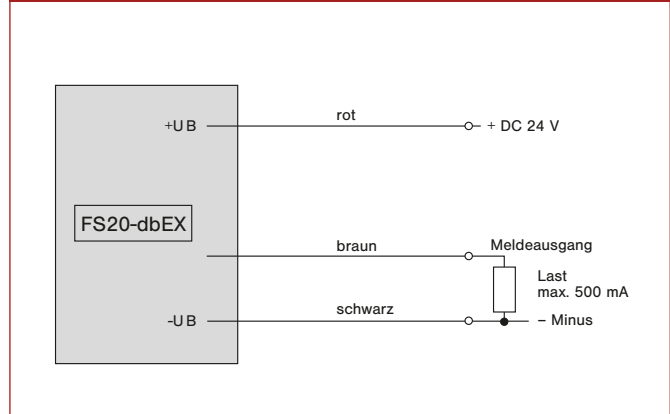 +UB
rot
+ DC 24 V
FS20-dbEX
braun
Meldeausgang
Last
max. 500 mA
-UB
schwarz
– Minus